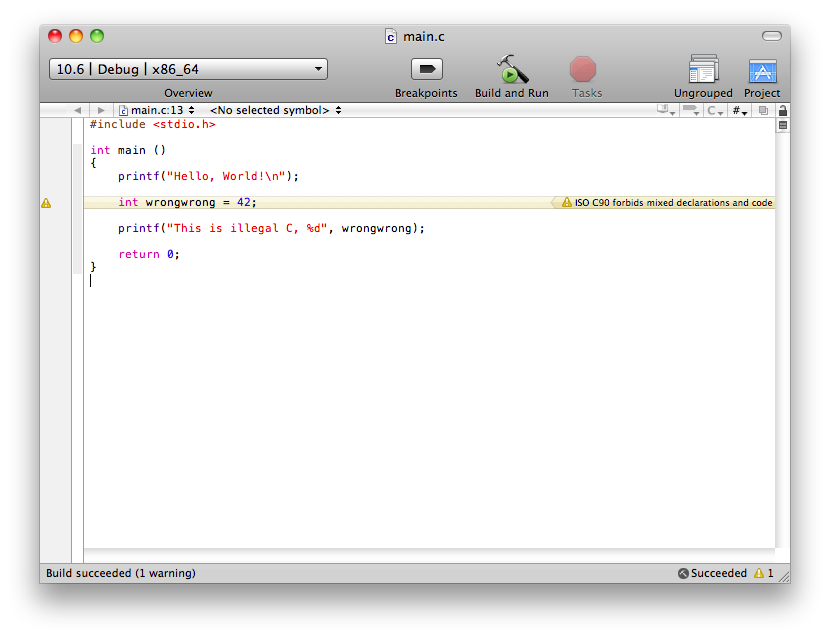 main.c
10.6 | Debug | x86_64
Overview
Breakpoints
Build and Run
Tasks
Ungrouped
Project
main.c:13
<No selected symbol>
C
#
#include <stdio.h>
int main ()
{
printf("Hello, World!\n");
int wrongwrong = 42;
ISO C90 forbids mixed declarations and code
printf("This is illegal C, %d", wrongwrong);
return 0;
}
Build succeeded (1 warning)
Succeeded
1